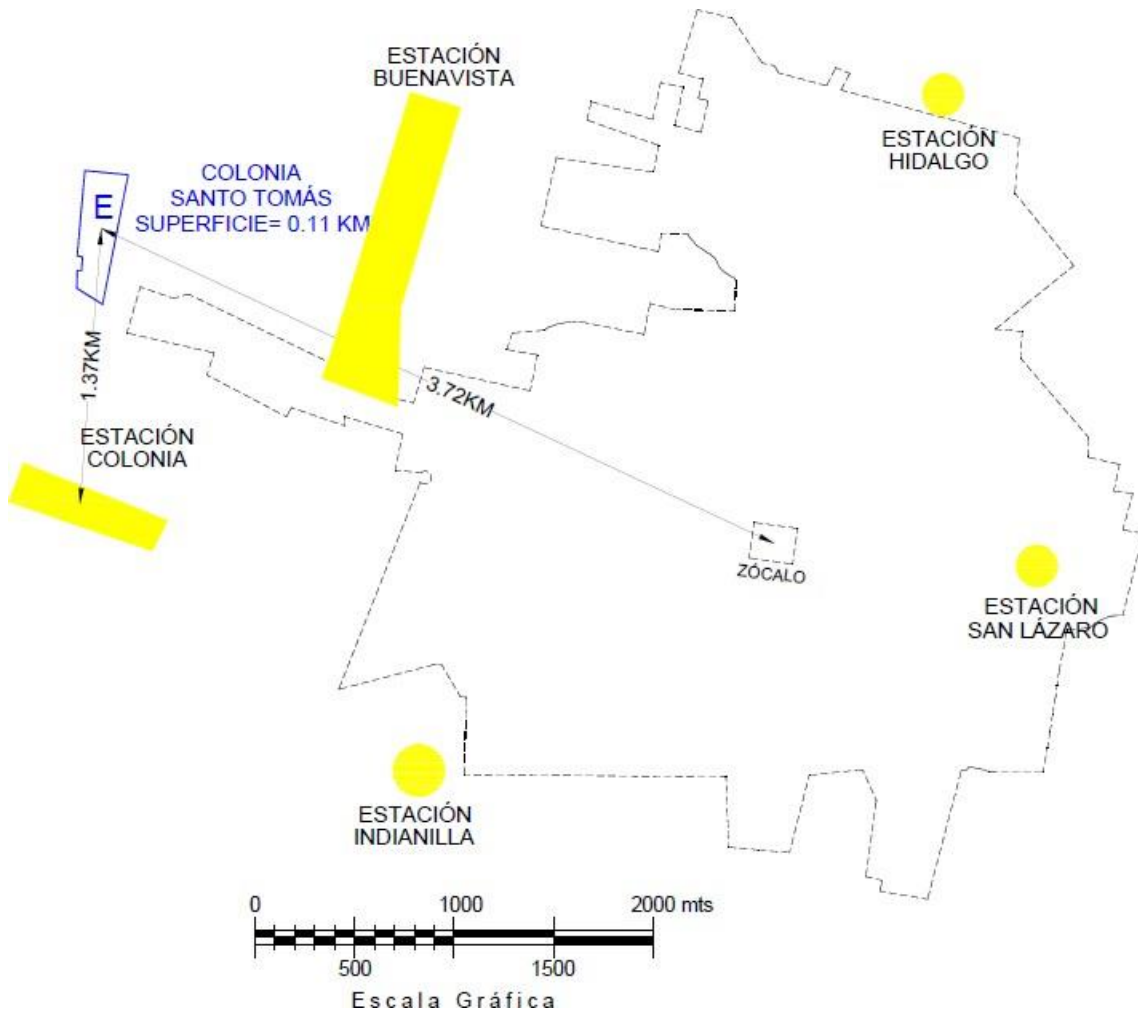 ESTACIÓN
BUENAVISTA
ESTACIÓN
HIDALGO
COLONIA
SANTO TOMÁS
SUPERFICIE= 0.11 KM
E
1.37KM
3.72KM
ESTACIÓN
COLONIA
ZÓCALO
ESTACIÓN
SAN LÁZARO
ESTACIÓN
INDIANILLA
0 1000 2000 mts
500 1500
Escala Gráfica